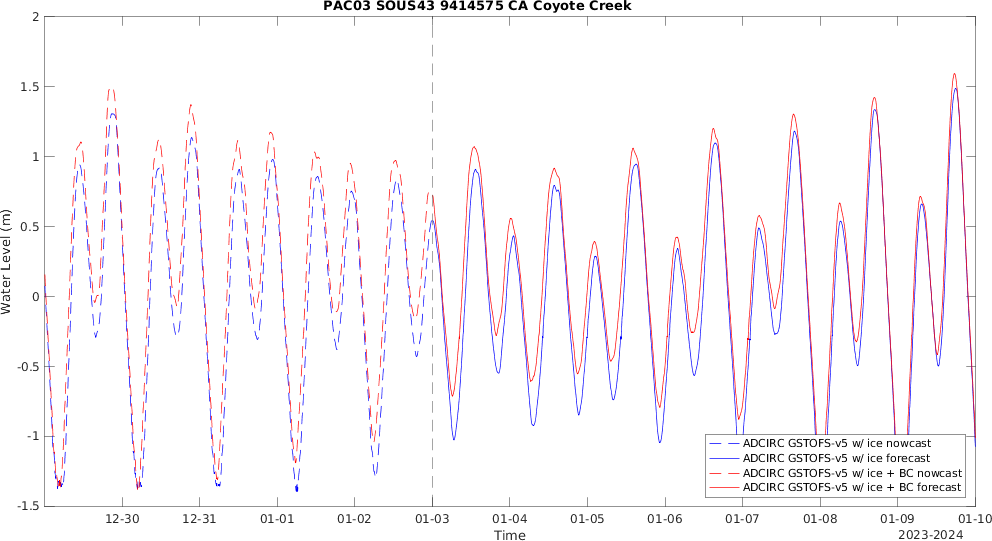 PAC03 SOUS43 9414575 CA Coyote Creek
2
1.5
1
0.5
0
-0.5
-1
-1.5
Water Level (m)
ADCIRC GSTOFS-v5 w/ ice nowcast
ADCIRC GSTOFS-v5 w/ ice forecast
ADCIRC GSTOFS-v5 w/ ice + BC nowcast
ADCIRC GSTOFS-v5 w/ ice + BC forecast
12-30 12-31 01-01 01-02 01-03 01-04 01-05 01-06 01-07 01-08 01-09 01-10
Time
2023-2024